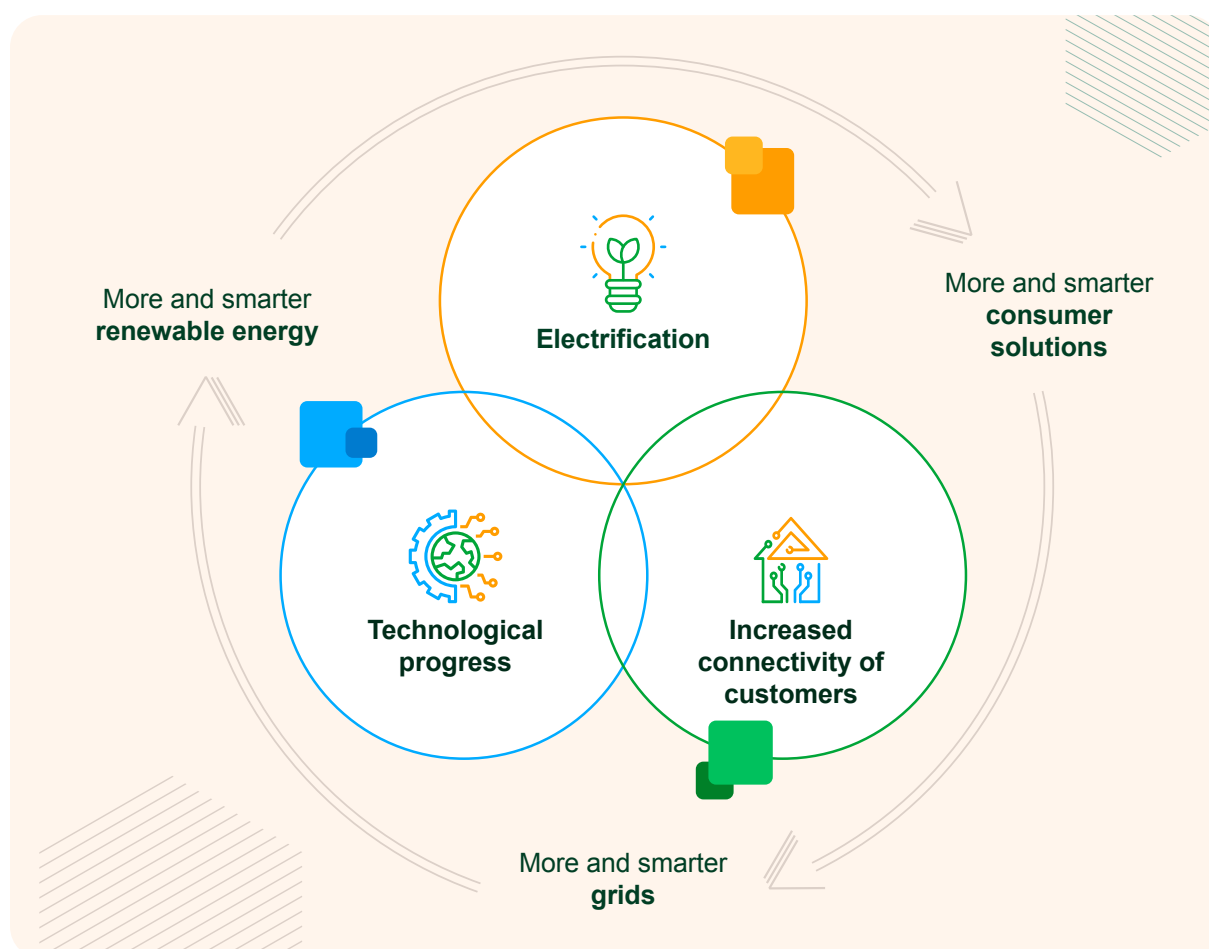 Electrification
More and smarter
renewable energy
More and smarter
consumer
solutions
Technological
progress
Increased
connectivity of
customers
More and smarter
grids